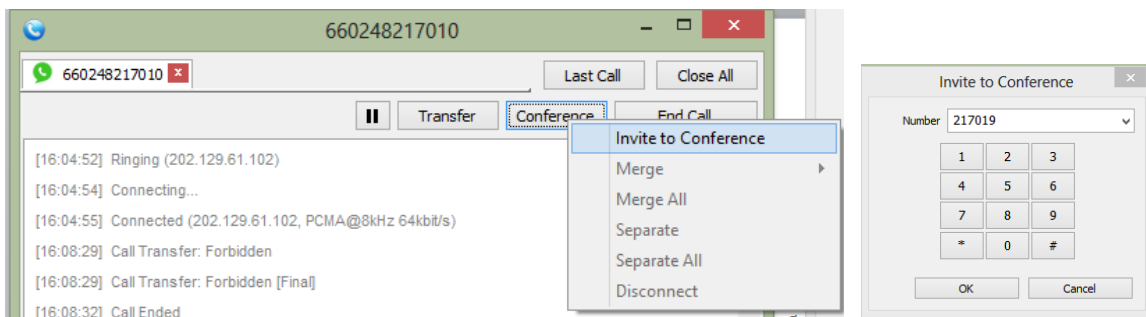 660248217010
660248217010
Last Call
Close All
Transfer
Conference
End Call
[16:04:52] Ringing (202.129.61.102)
[16:04:54] Connecting...
[16:04:55] Connected (202.129.61.102, PCMA@8kHz 64kbit/s)
[16:08:29] Call Transfer: Forbidden
[16:08:29] Call Transfer: Forbidden [Final]
[16:08:32] Call Ended
Invite to Conference
Merge
Merge All
Separate
Separate All
Disconnect
Invite to Conference
Number 217019
1 2 3
4 5 6
7 8 9
* 0 #
OK Cancel